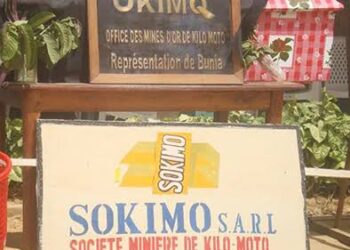 OKIMO
OFFICE DES MINES D'OR DE KILO MOTO
Représentation de Bunia
SOKIMO
SOKIMO S.A.R.L
SOCIETE MINIERE DE KILO-MOTO